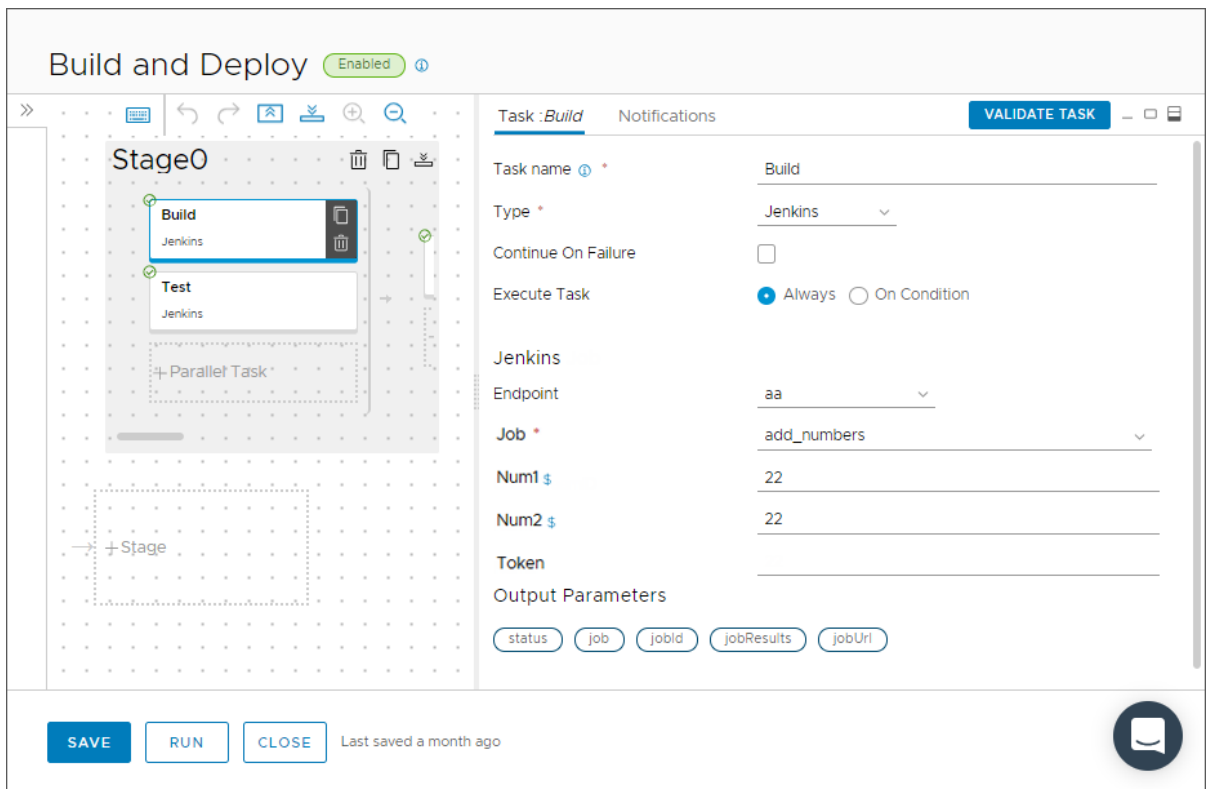 Build and Deploy Enabled
Task :Build Notifications VALIDATE TASK
Stage0
Build
Jenkins
Test
Jenkins
+ Parallel Task
+ Stage
Task name *
Build
Type *
Jenkins
Continue On Failure
Execute Task
Always On Condition
Jenkins
Endpoint
aa
Job *
add_numbers
Num1 $
22
Num2 $
22
Token
Output Parameters
status job jobId jobResults jobUrl
SAVE RUN CLOSE Last saved a month ago